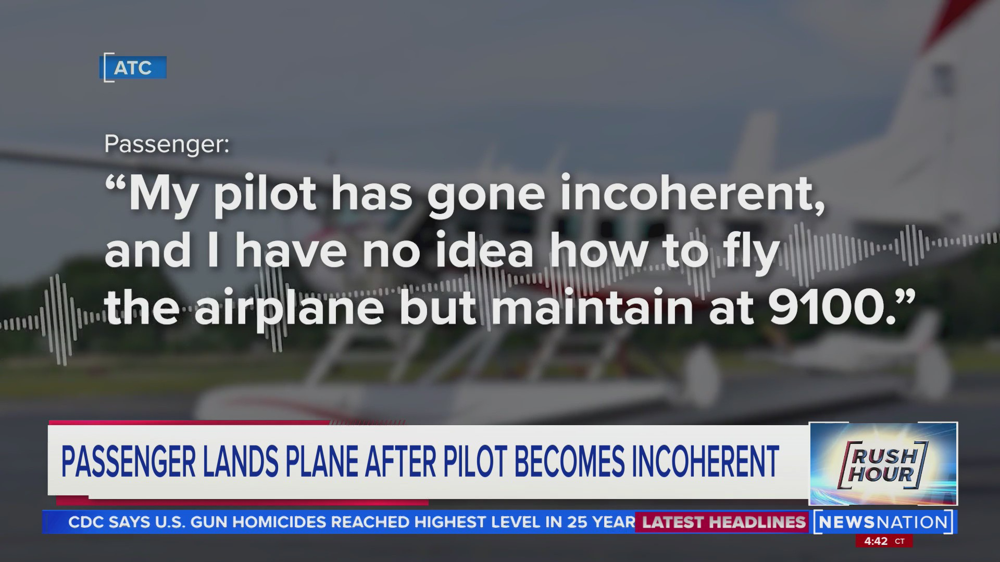 ATC
Passenger:
“My pilot has gone incoherent,
and I have no idea how to fly
the airplane but maintain at 9100.”
PASSENGER LANDS PLANE AFTER PILOT BECOMES INCOHERENT
RUSH
HOUR
CDC SAYS U.S. GUN HOMICIDES REACHED HIGHEST LEVEL IN 25 YEAR
LATEST HEADLINES
NEWSNATION
4:42 CT